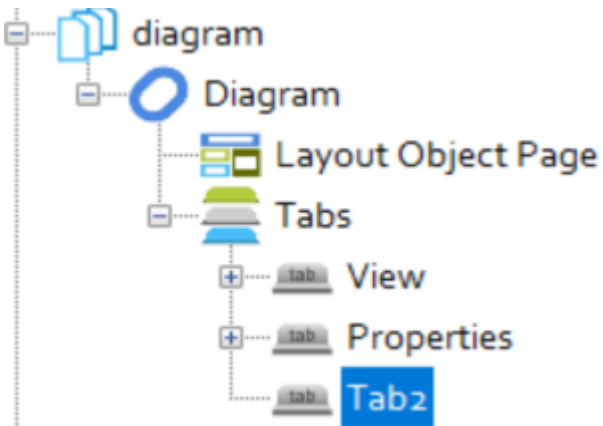 diagram
Diagram
Layout Object Page
Tabs
tab View
tab Properties
tab Tab2